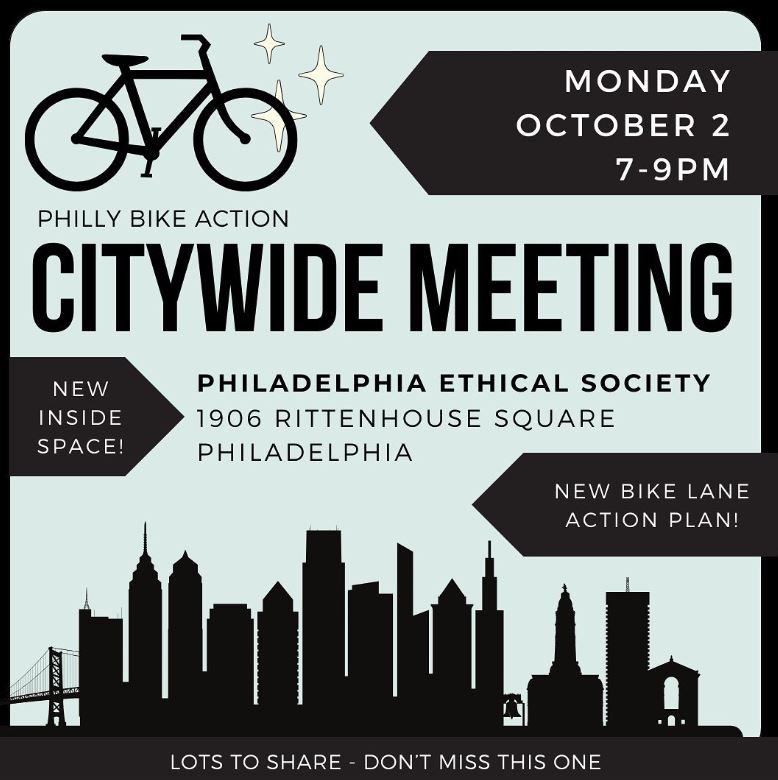 MONDAY
OCTOBER 2
7-9PM
PHILLY BIKE ACTION
CITYWIDE MEETING
NEW
INSIDE
SPACE!
PHILADELPHIA ETHICAL SOCIETY
1906 RITTENHOUSE SQUARE
PHILADELPHIA
NEW BIKE LANE
ACTION PLAN!
LOTS TO SHARE - DON'T MISS THIS ONE